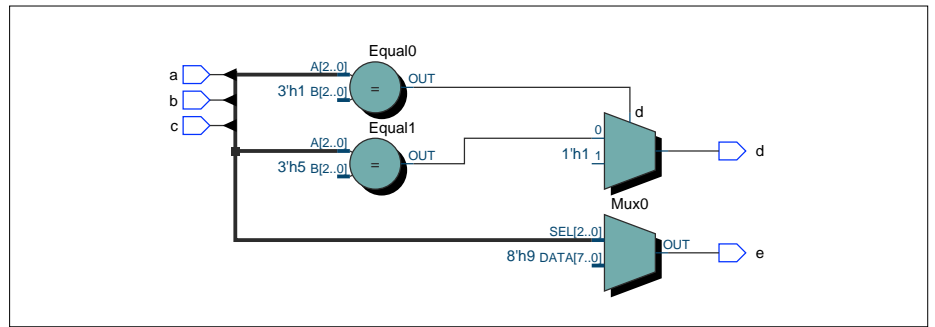 Equal0
a
A[2..0]
OUT
3'h1 B[2..0]
=
b
c
Equal1
d
A[2..0]
0
OUT
1'h1 1
d
3'h5 B[2..0]
=
Mux0
SEL[2..0]
OUT
e
8'h9 DATA[7..0]